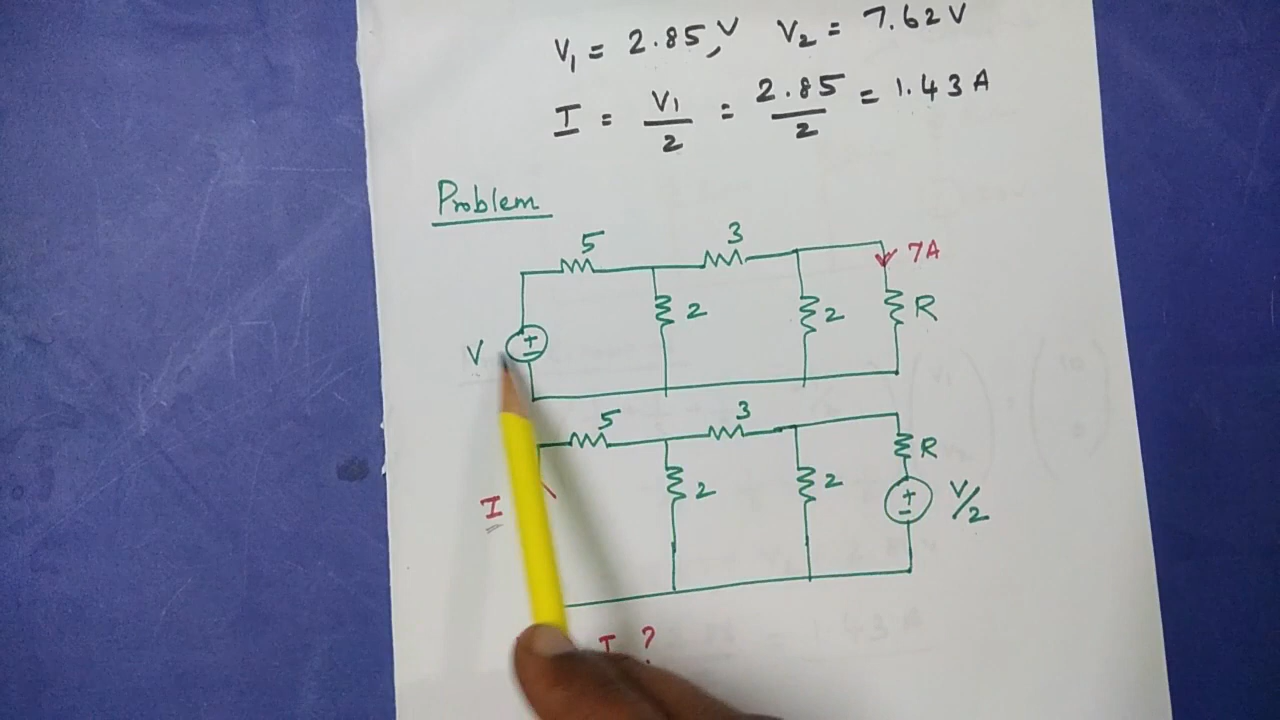 V₁ = 2.85 V V₂ = 7.62 V
I = V₁/2 = 2.85/2 = 1.43 A
Problem
5 3 7A
V 2 2 R
5 3
I 2 2 R
V/2
I ?